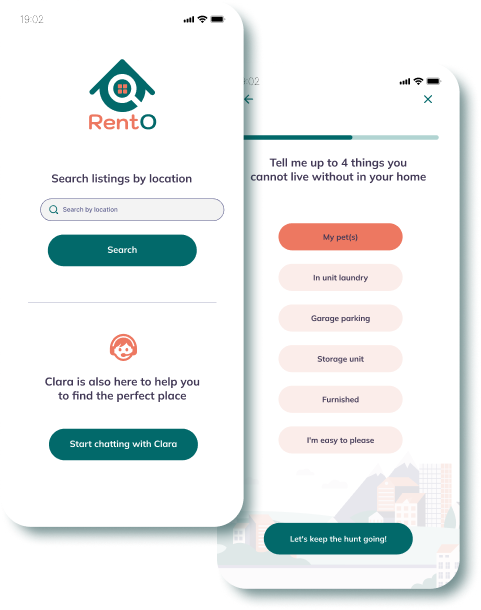 19:02
RentO
Search listings by location
Search by location
Search
Clara is also here to help you
to find the perfect place
Start chatting with Clara
:02
Tell me up to 4 things you
cannot live without in your home
My pet(s)
In unit laundry
Garage parking
Storage unit
Furnished
I'm easy to please
Let's keep the hunt going!